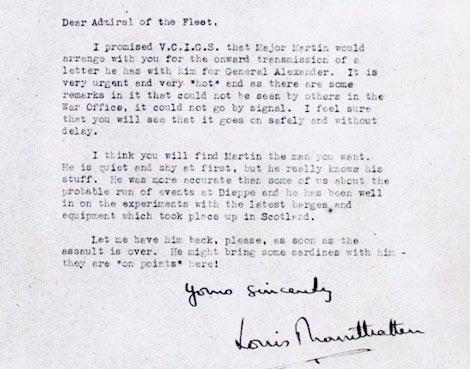 Dear Admiral of the Fleet,
I promised V.C.I.G.S. that Major Martin would
arrange with you for the onward transmission of a
letter he has with him for General Alexander. It is
very urgent and very "hot" and as there are some
remarks in it that could not be seen by others in the
War Office, it could not go by signal. I feel sure
that you will see that it goes on safely and without
delay.
I think you will find Martin the man you want.
He is quiet and shy at first, but he really knows his
stuff. He was more accurate than some of us about the
probable run of events at Dieppe and he has been well
in on the experiments with the latest barges and
equipment which took place up in Scotland.
Let me have him back, please, as soon as the
assault is over. He might bring some sardines with him -
they are "on points" here!
Yours sincerely
Louis Mountbatten